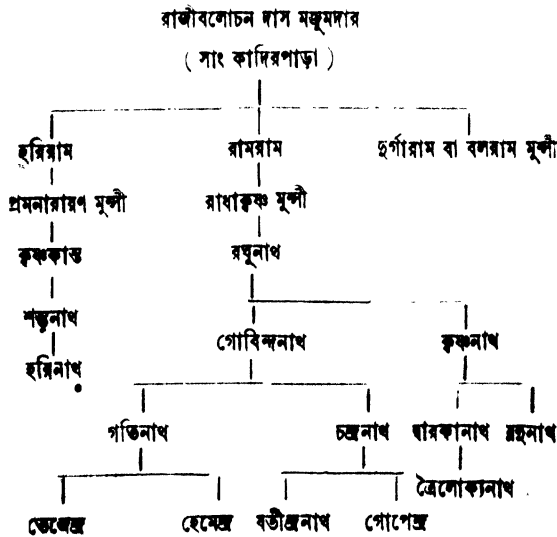 রাজীবলোচন দাস মজুমদার
( সাং কাদিরপাড়া )
হরিরাম রামরাম দুর্গারাম বা বলরাম মুন্সী
প্রমনারায়ণ মুন্সী রাধাকৃষ্ণ মুন্সী
কৃষ্ণকান্ত রঘুনাথ
শম্ভুনাথ
গোবিন্দনাথ কৃষ্ণনাথ
হরিনাথ
গতিনাথ চন্দ্রনাথ দ্বারকানাথ যদুনাথ
ত্রৈলোক্যনাথ
তেজেন্দ্র হেমেন্দ্র যতীন্দ্রনাথ গোপেন্দ্র